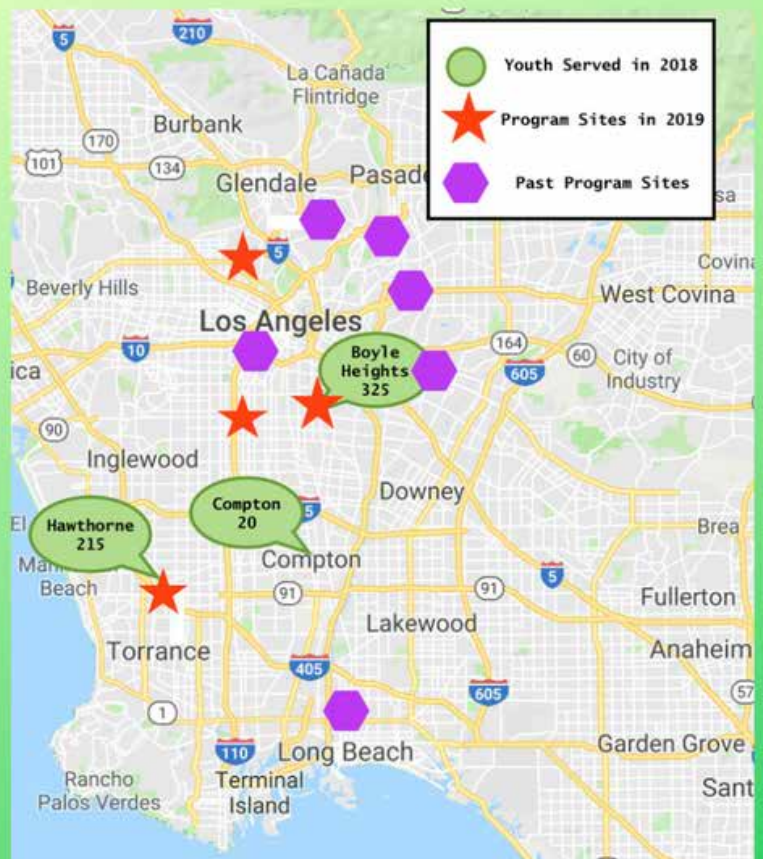 5
210
La Cañada
Flintridge
Youth Served in 2018
Burbank
170
Program Sites in 2019
101
134
Glendale
Pasade
Past Program Sites
sa
5
Covina
Beverly Hills
West Covina
Los Angeles
10
Boyle
Heights
325
164
60
605
City of
Industry
ica
90
Inglewood
Downey
Compton
20
5
El
Hawthorne
215
Brea
Man
Beach
Compton
5
91
91
Fullerton
Lakewood
Anaheim
Torrance
405
605
57
1
110
Long Beach
Garden Grove
Rancho
Palos Verdes
Terminal
Island
Sant